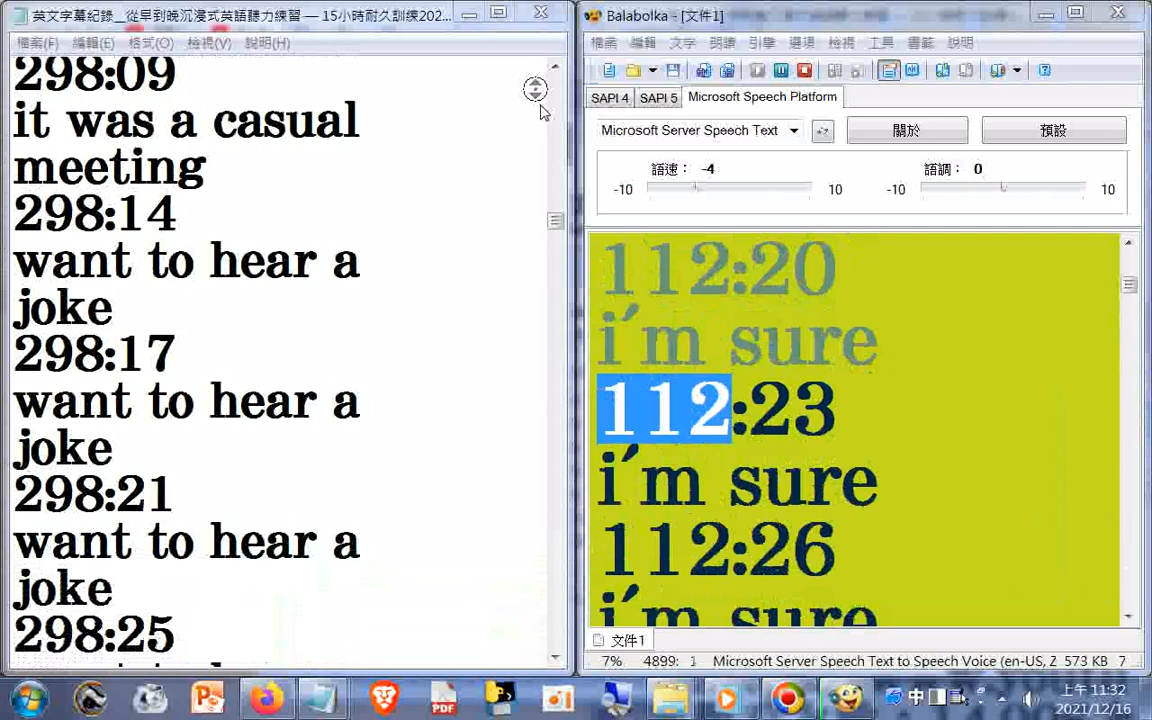 英文字幕紀錄__從早到晚沉浸式英語聽力練習 — 15小時耐久訓練202...
檔案(F) 編輯(E) 格式(O) 檢視(V) 說明(H)
298:09
it was a casual
meeting
298:14
want to hear a
joke
298:17
want to hear a
joke
298:21
want to hear a
joke
298:25
Balabolka - [文件1]
檔案 編輯 文字 朗讀 引擎 選項 檢視 工具 書籤 說明
SAPI 4 SAPI 5 Microsoft Speech Platform
Microsoft Server Speech Text 關於 預設
語速： -4 語調： 0
-10 10 -10 10
112:20
i´m sure
112:23
i´m sure
112:26
i´m sure
文件1
7% 4899: 1 Microsoft Server Speech Text to Speech Voice (en-US, 2 573 KB 7
PDF 中 上午 11:32
2021/12/16